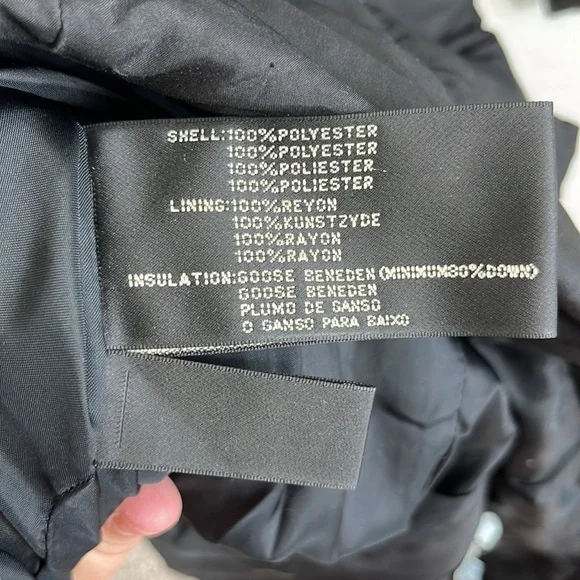 SHELL:100%POLYESTER
100%POLYESTER
100%POLIESTER
100%POLIESTER
LINING:100%REYON
100%KUNSTZYDE
100%RAYON
100%RAYON
INSULATION:GOOSE BENEDEN(MINIMUM80%DOWN)
GOOSE BENEDEN
PLUMO DE GANSO
O GANSO PARA BAIXO